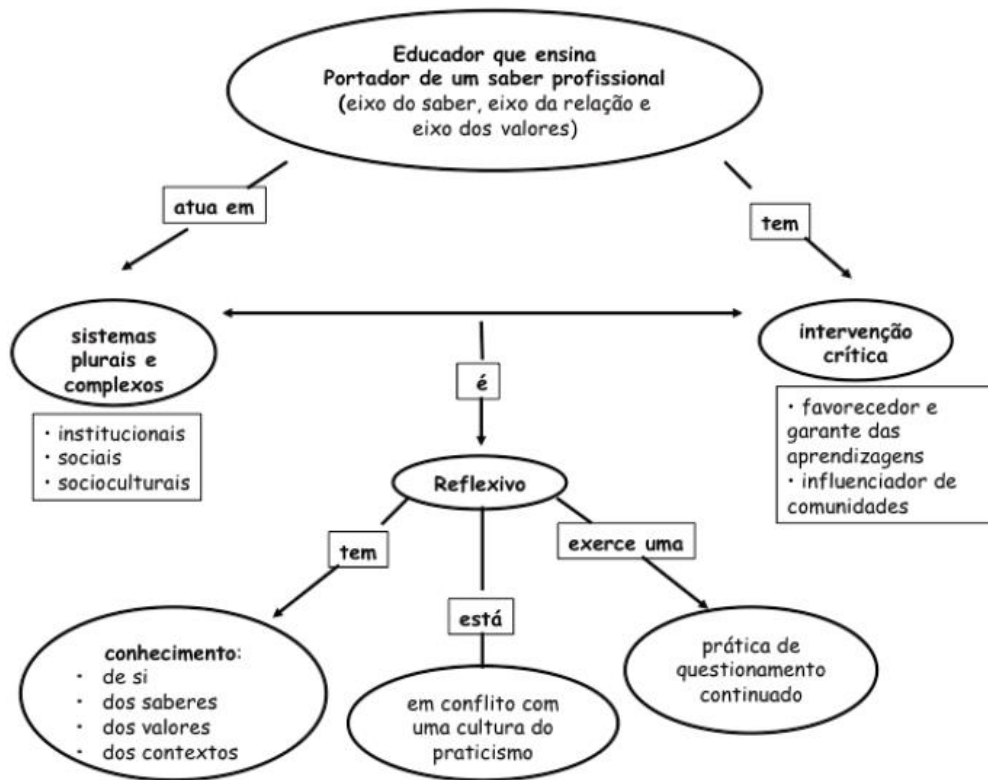 Educador que ensina
Portador de um saber profissional
(eixo do saber, eixo da relação e
eixo dos valores)
atua em
tem
sistemas
plurais e
complexos
intervenção
crítica
é
• institucionais
• sociais
• socioculturais
• favorecedor e
garante das
aprendizagens
• influenciador de
comunidades
Reflexivo
tem
exerce uma
está
conhecimento:
• de si
• dos saberes
• dos valores
• dos contextos
em conflito com
uma cultura do
praticismo
prática de
questionamento
continuado